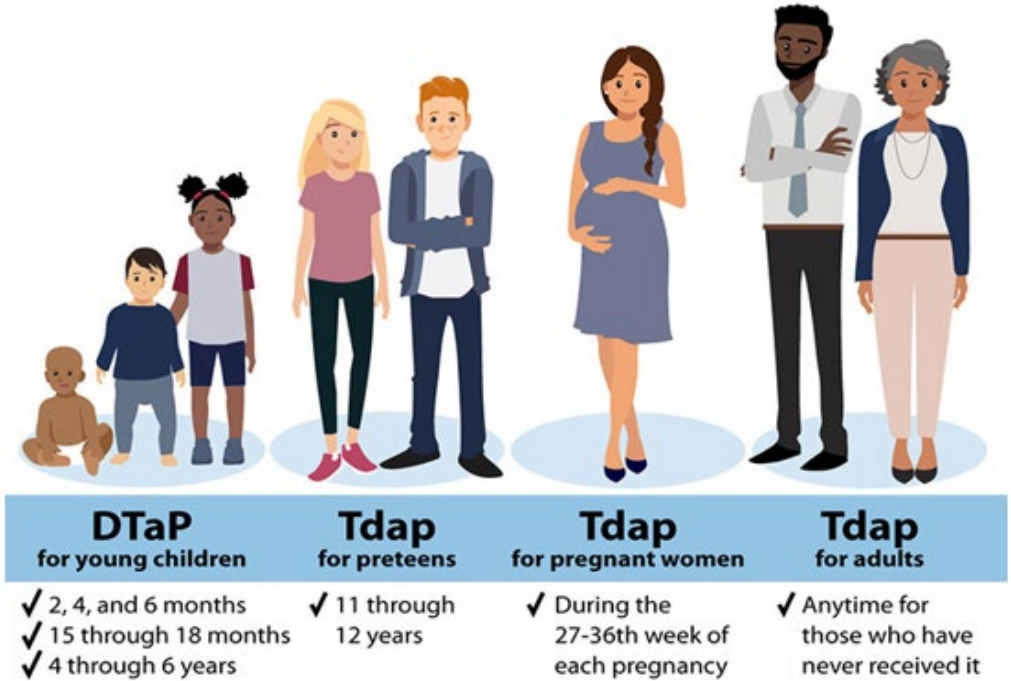 DTaP
for young children
✓ 2, 4, and 6 months
✓ 15 through 18 months
✓ 4 through 6 years
Tdap
for preteens
✓ 11 through
12 years
Tdap
for pregnant women
✓ During the
27-36th week of
each pregnancy
Tdap
for adults
✓ Anytime for
those who have
never received it